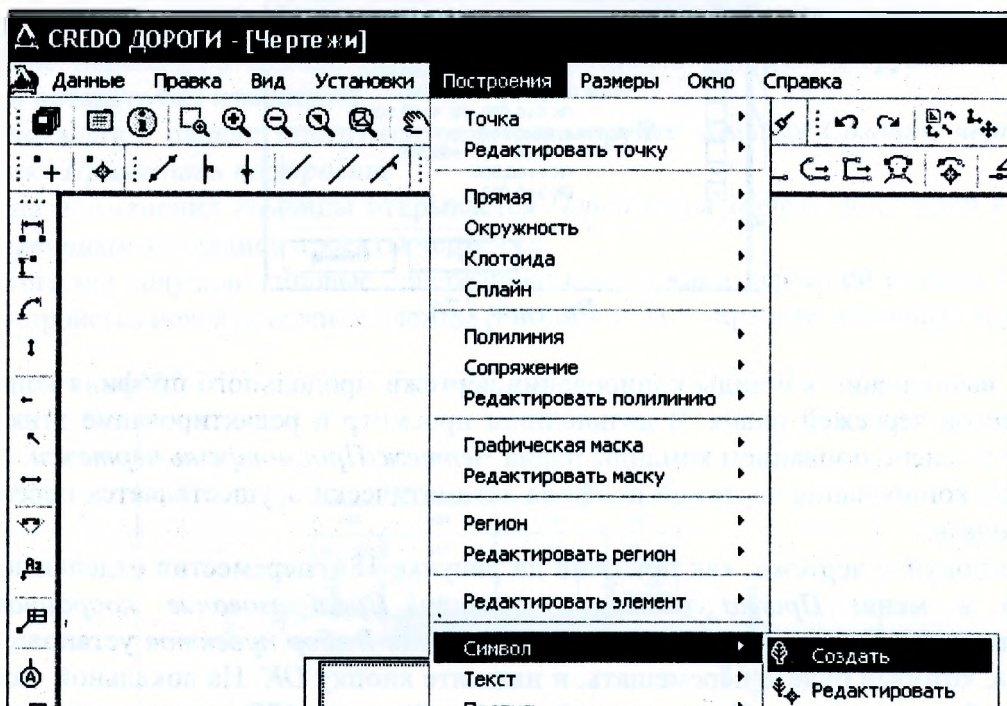 CREDO ДОРОГИ - [Чертежи]
Данные Правка Вид Установки Построения Размеры Окно Справка
Точка
Редактировать точку
Прямая
Окружность
Клотоида
Сплайн
Полилиния
Сопряжение
Редактировать полилинию
Графическая маска
Редактировать маску
Регион
Редактировать регион
Редактировать элемент
Символ
Создать
Текст
Редактировать